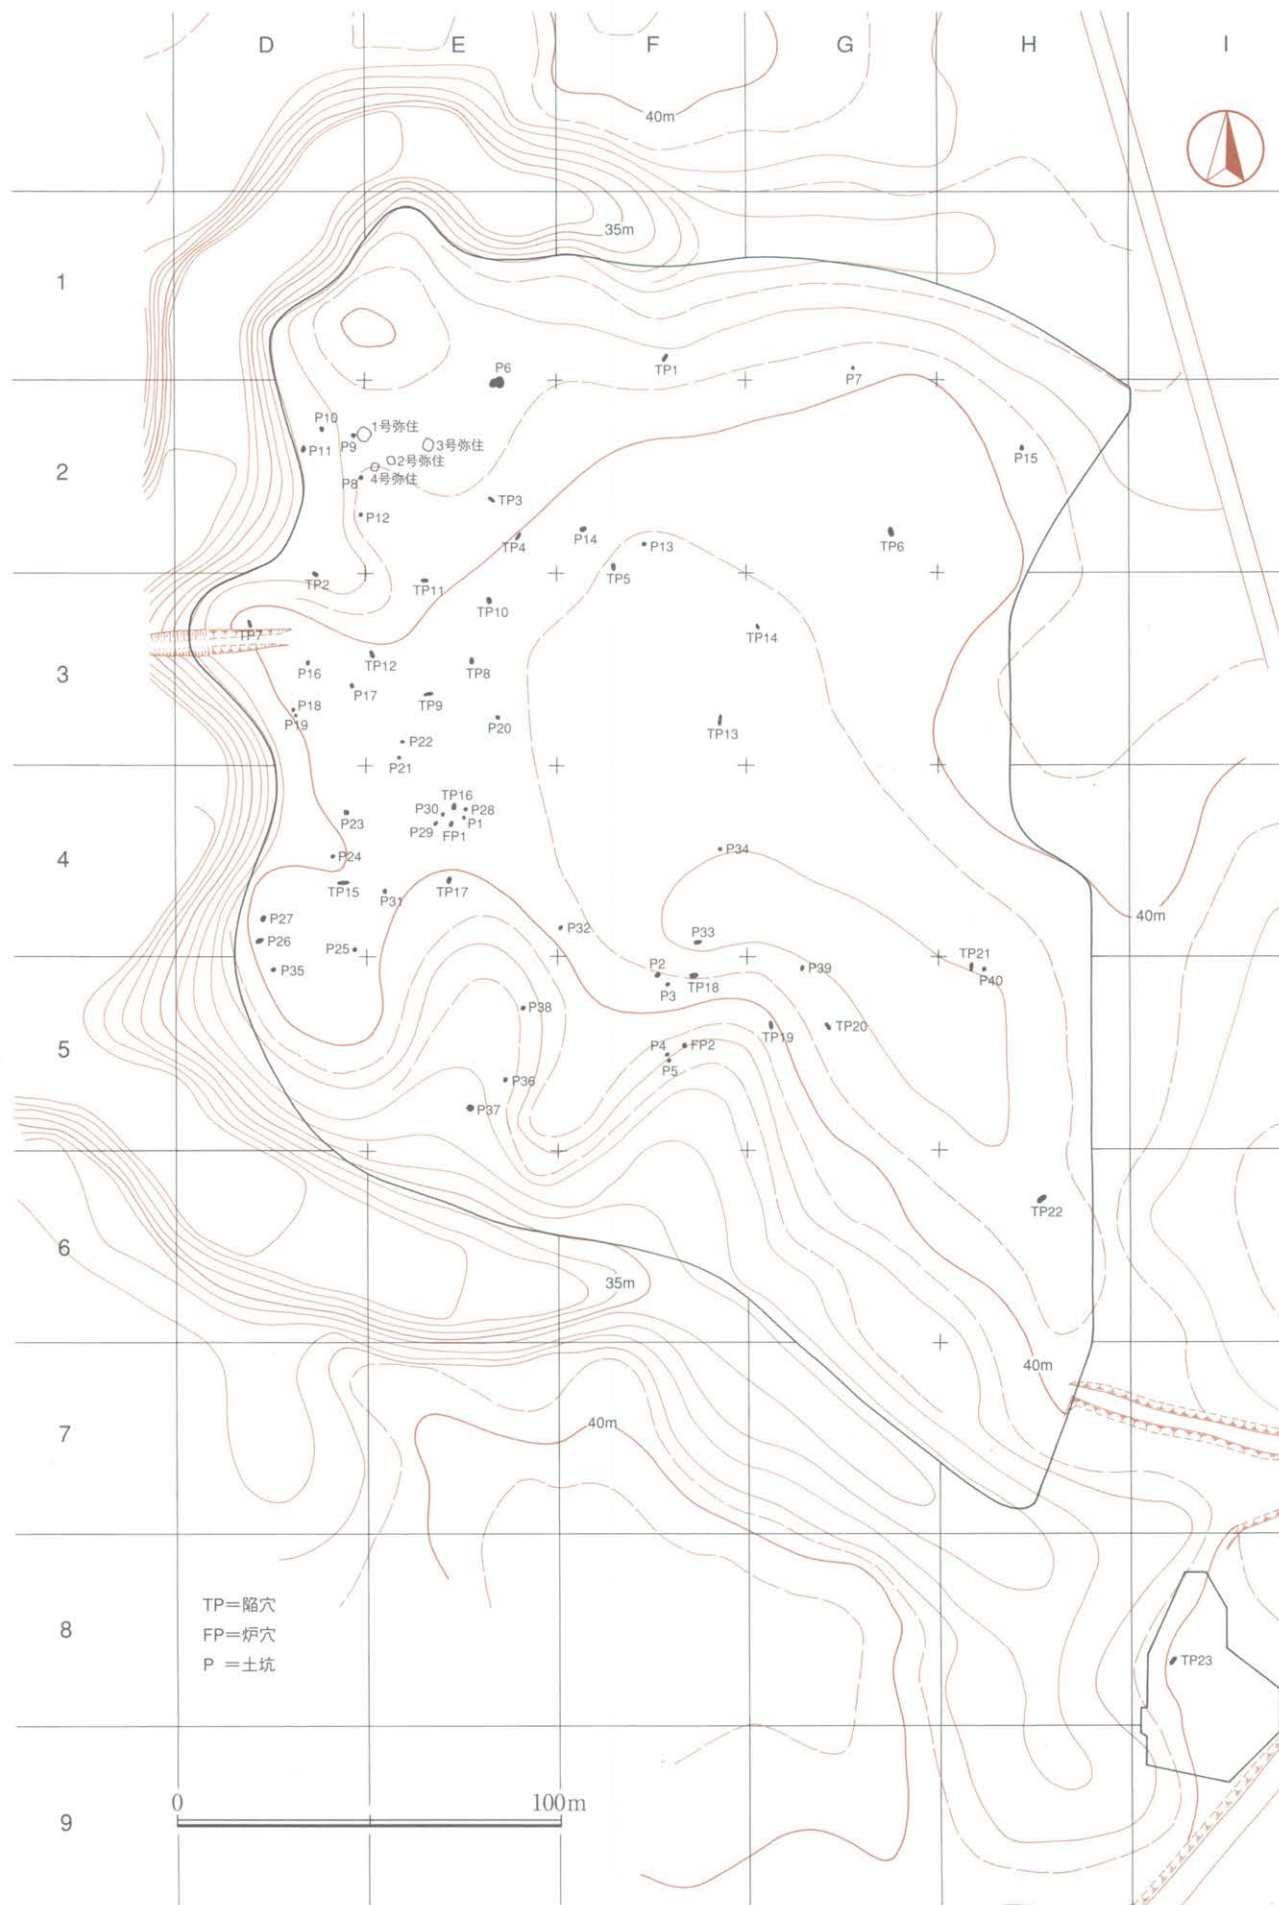 D E F G H I
40m
35m
1
TP1
P6
P7
P10
1号弥住
P9
3号弥住
P11
P15
2
2号弥住
4号弥住
P8
TP3
P12
P14
TP4
P13
TP6
TP5
TP2
TP11
TP10
TP7
TP14
TP12
P16
TP8
3
P17
TP9
P18
P19
P20
TP13
P22
P21
TP16
P30
P28
P23
P29
P1
FP1
P34
4
P24
TP15
P31
TP17
40m
P27
P32
P26
P33
P25
TP21
P35
P2
P39
P40
TP18
P3
P38
TP20
TP19
5
P4
FP2
P5
P36
P37
TP22
6
35m
40m
7
40m
TP=陥穴
8
FP=炉穴
P =土坑
TP23
0 100m
9